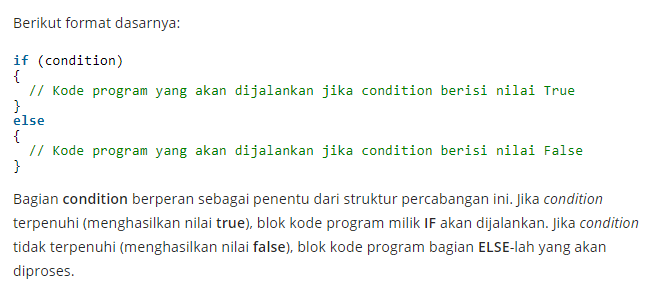 Berikut format dasarnya:
if (condition)
{
  // Kode program yang akan dijalankan jika condition berisi nilai True
}
else
{
  // Kode program yang akan dijalankan jika condition berisi nilai False
}
Bagian condition berperan sebagai penentu dari struktur percabangan ini. Jika condition
terpenuhi (menghasilkan nilai true), blok kode program milik IF akan dijalankan. Jika condition
tidak terpenuhi (menghasilkan nilai false), blok kode program bagian ELSE-lah yang akan
diproses.